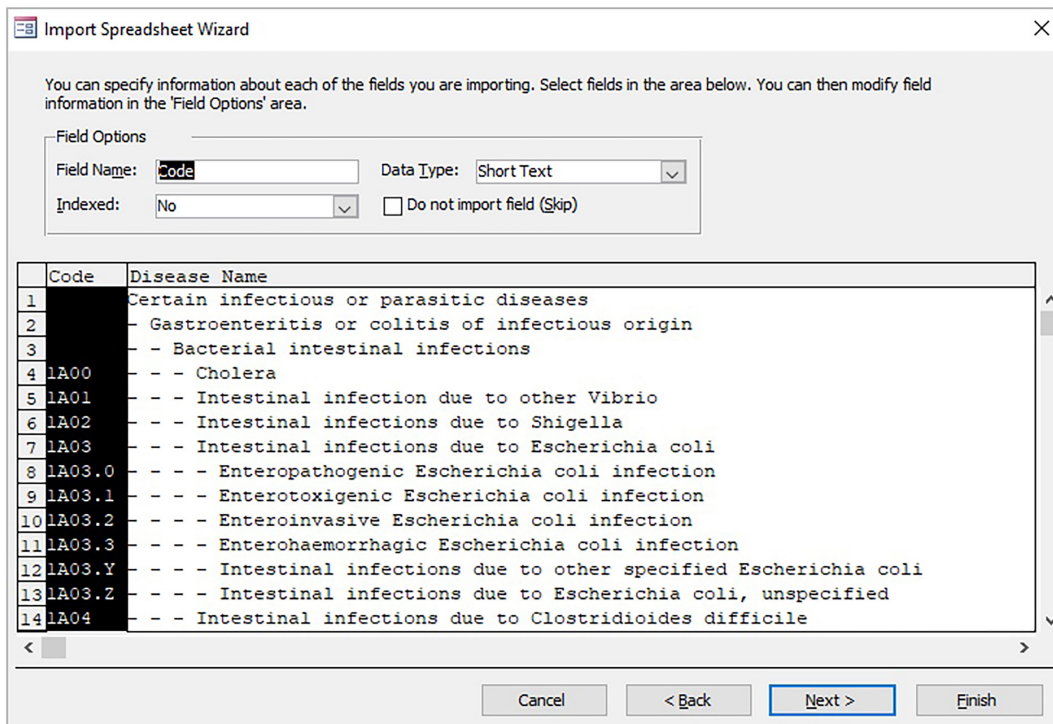 Import Spreadsheet Wizard
You can specify information about each of the fields you are importing. Select fields in the area below. You can then modify field
information in the 'Field Options' area.
Field Options
Field Name: Code Data Type: Short Text
Indexed: No Do not import field (Skip)
Code Disease Name
1 Certain infectious or parasitic diseases
2 - Gastroenteritis or colitis of infectious origin
3 - - Bacterial intestinal infections
4 1A00 - - - Cholera
5 1A01 - - - Intestinal infection due to other Vibrio
6 1A02 - - - Intestinal infections due to Shigella
7 1A03 - - - Intestinal infections due to Escherichia coli
8 1A03.0 - - - - Enteropathogenic Escherichia coli infection
9 1A03.1 - - - - Enterotoxigenic Escherichia coli infection
10 1A03.2 - - - - Enteroinvasive Escherichia coli infection
11 1A03.3 - - - - Enterohaemorrhagic Escherichia coli infection
12 1A03.Y - - - - Intestinal infections due to other specified Escherichia coli
13 1A03.Z - - - - Intestinal infections due to Escherichia coli, unspecified
14 1A04 - - - Intestinal infections due to Clostridioides difficile
Cancel < Back Next > Finish